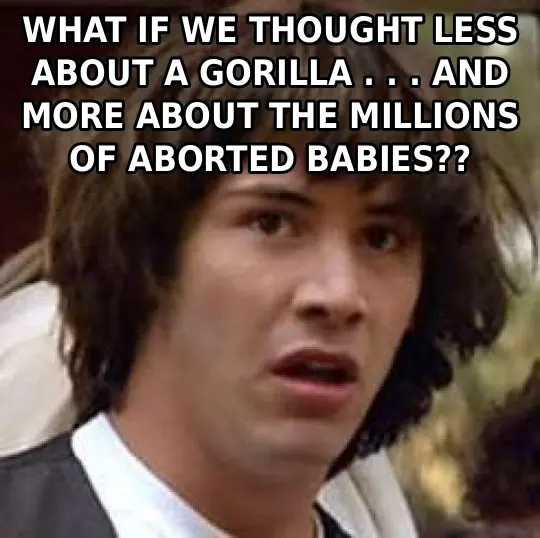 WHAT IF WE THOUGHT LESS
ABOUT A GORILLA . . . AND
MORE ABOUT THE MILLIONS
OF ABORTED BABIES??